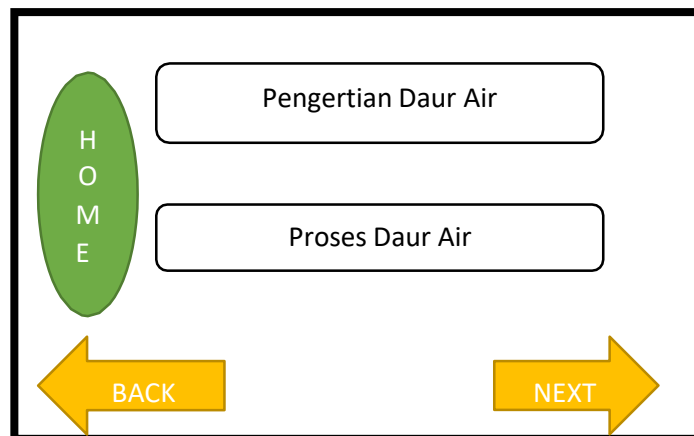 Pengertian Daur Air
H
O
M
E
Proses Daur Air
BACK
NEXT